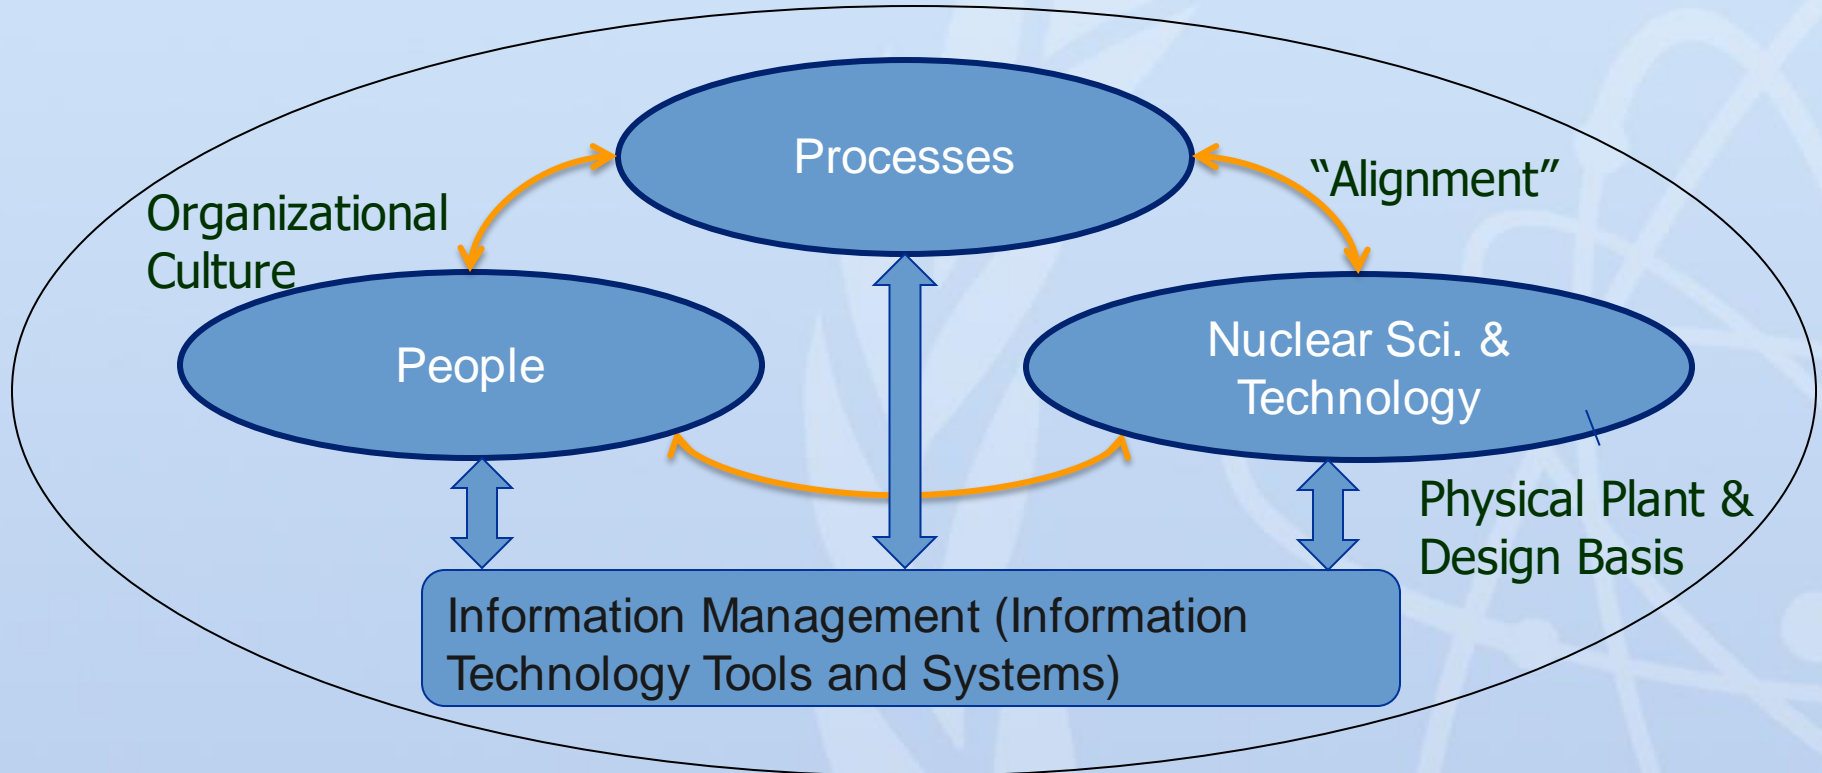 Processes
“Alignment”
Organizational
Culture
People
Nuclear Sci. &
Technology
Physical Plant &
Design Basis
Information Management (Information
Technology Tools and Systems)